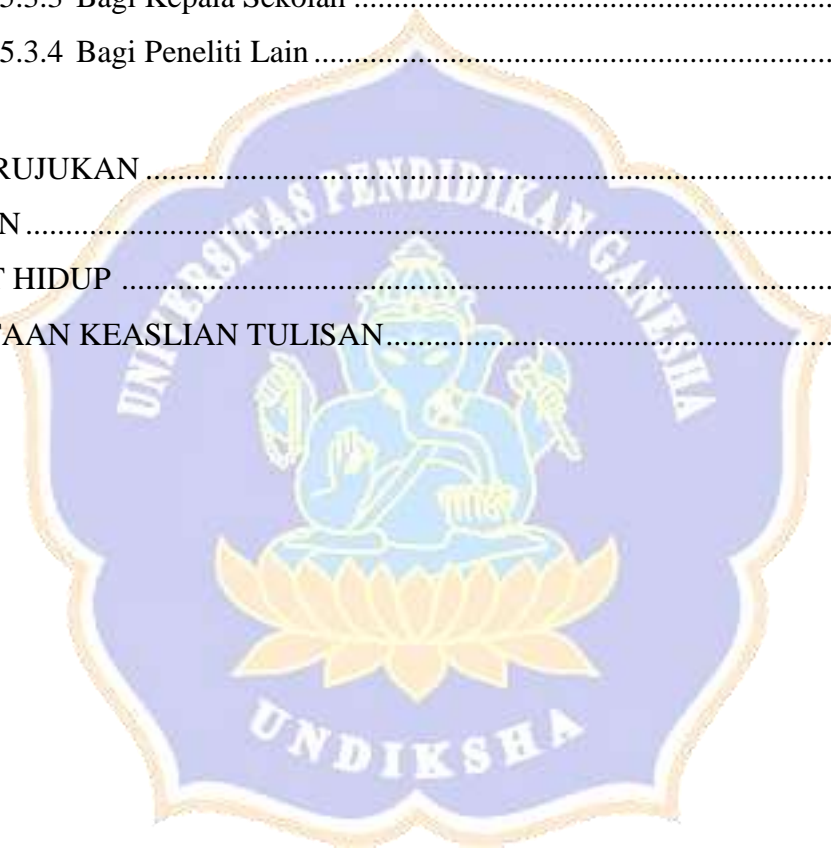 5.3.3 Bagi Kepala Sekolah ........................................................................
5.3.4 Bagi Peneliti Lain ..............................................................................
RUJUKAN ....................................................................................................
N ...................................................................................................................
HIDUP .....................................................................................................
AAN KEASLIAN TULISAN .................................................................
UNIVERSITAS PENDIDIKAN GANESHA
UNDIKSHA